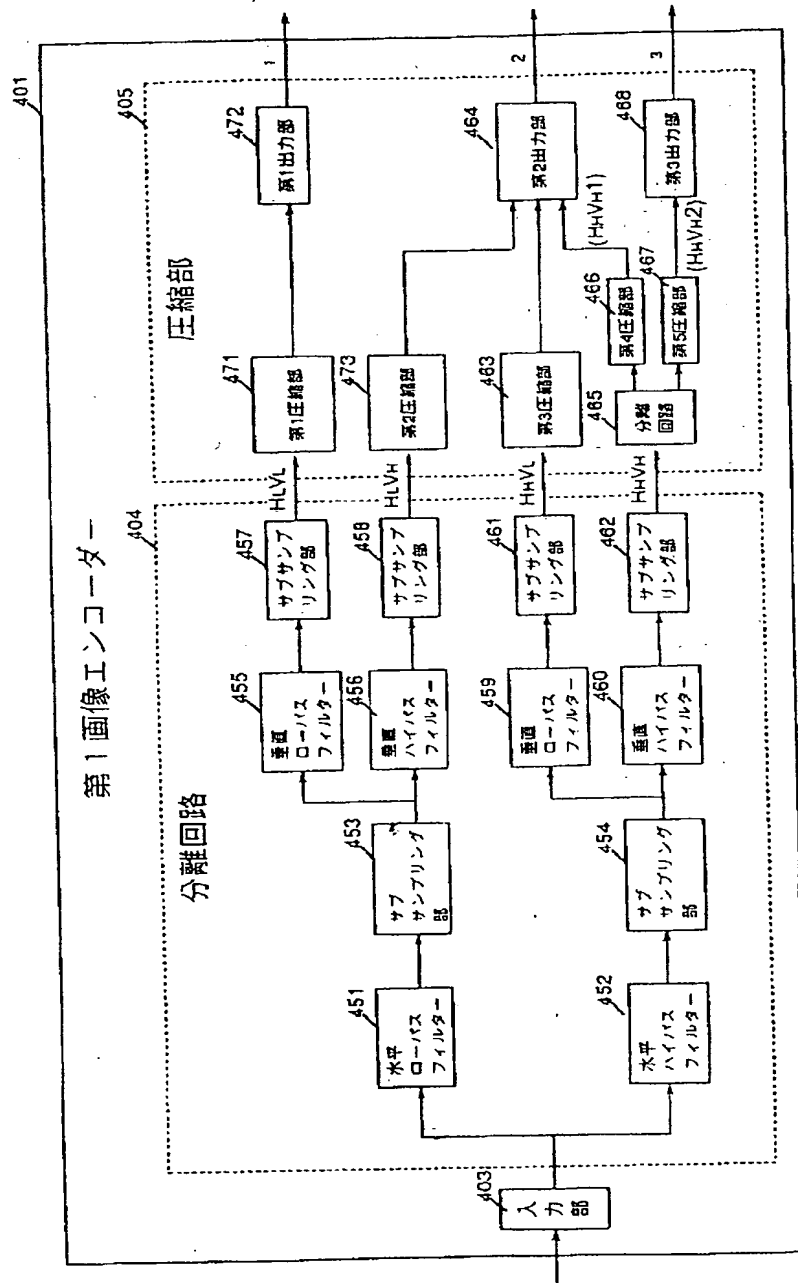 401
第1画像エンコーダー
404
分離回路
405
圧縮部
403
入力部
451
水平
ローパス
フィルター
452
水平
ハイパス
フィルター
453
サブ
サンプリング
部
454
サブ
サンプリング
部
455
垂直
ローパス
フィルター
456
垂直
ハイパス
フィルター
459
垂直
ローパス
フィルター
460
垂直
ハイパス
フィルター
457
サブサンプ
リング部
458
サブサンプ
リング部
461
サブサンプ
リング部
462
サブサンプ
リング部
HLVL
HLVH
HHVL
HHVH
471
第1圧縮部
473
第2圧縮部
463
第3圧縮部
465
分離
回路
466
第4圧縮部
467
第5圧縮部
(HHVH1)
(HHVH2)
472
第1出力部
464
第2出力部
468
第3出力部
1
2
3